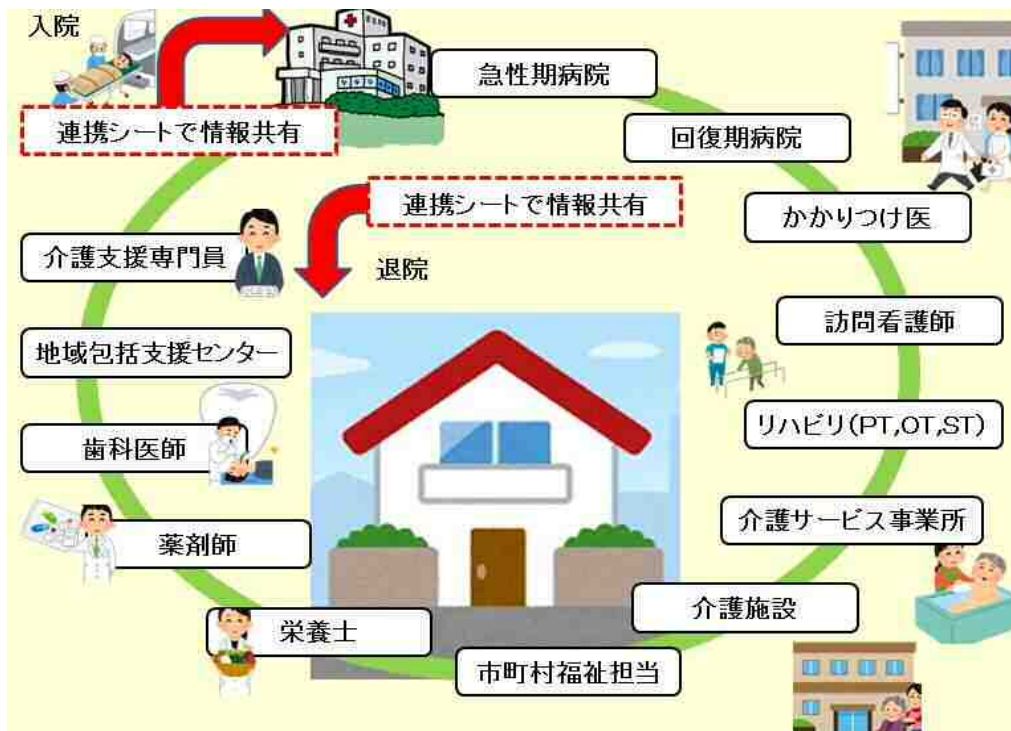 入院
急性期病院
連携シートで情報共有
回復期病院
連携シートで情報共有
かかりつけ医
介護支援専門員
退院
訪問看護師
地域包括支援センター
リハビリ(PT,OT,ST)
歯科医師
介護サービス事業所
薬剤師
介護施設
栄養士
市町村福祉担当